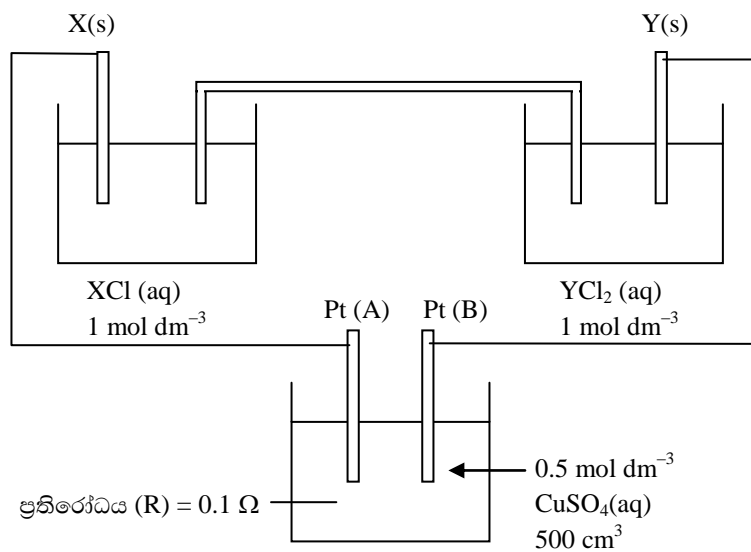 X(s)
Y(s)
XCl (aq)
1 mol dm⁻³
YCl₂ (aq)
1 mol dm⁻³
Pt (A)
Pt (B)
ප්‍රතිරෝධය (R) = 0.1 Ω
0.5 mol dm⁻³
CuSO₄(aq)
500 cm³